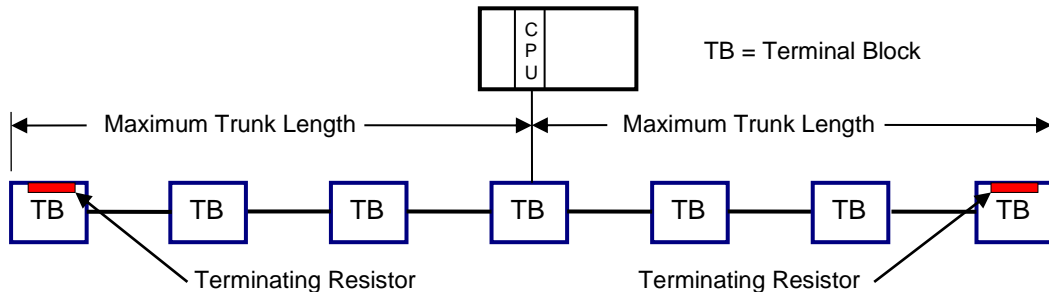 C
P
U
TB = Terminal Block
Maximum Trunk Length Maximum Trunk Length
TB TB TB TB TB TB TB
Terminating Resistor Terminating Resistor